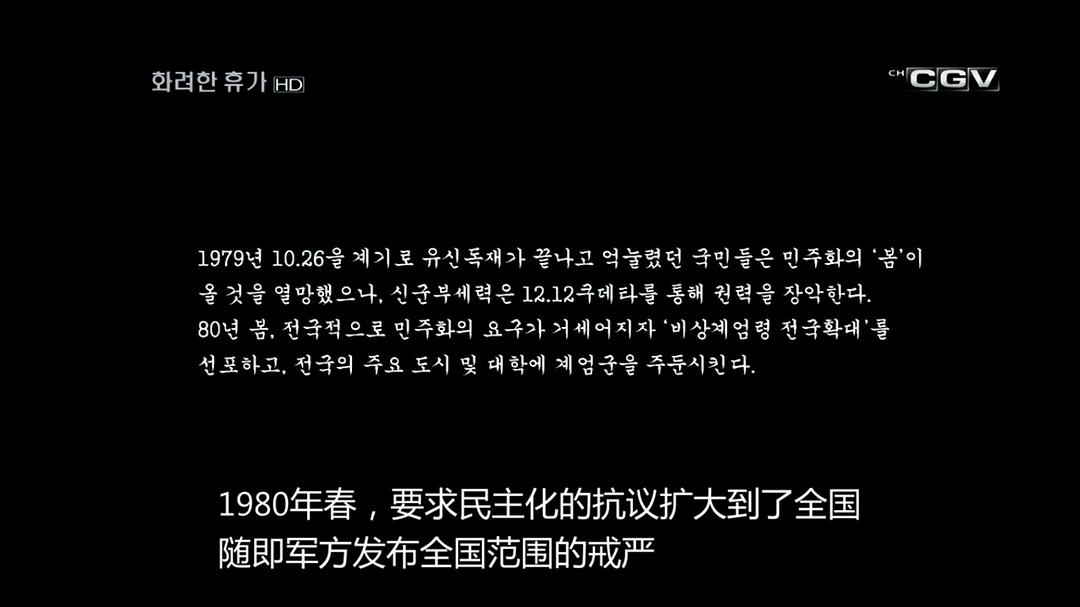 화려한 휴가 HD
CH CGV
1979년 10.26을 계기로 유신독재가 끝나고 억눌렸던 국민들은 민주화의 ‘봄’이
올 것을 열망했으나, 신군부세력은 12.12쿠데타를 통해 권력을 장악한다.
80년 봄, 전국적으로 민주화의 요구가 거세어지자 ‘비상계엄령 전국확대’를
선포하고, 전국의 주요 도시 및 대학에 계엄군을 주둔시킨다.
1980年春，要求民主化的抗议扩大到了全国
随即军方发布全国范围的戒严